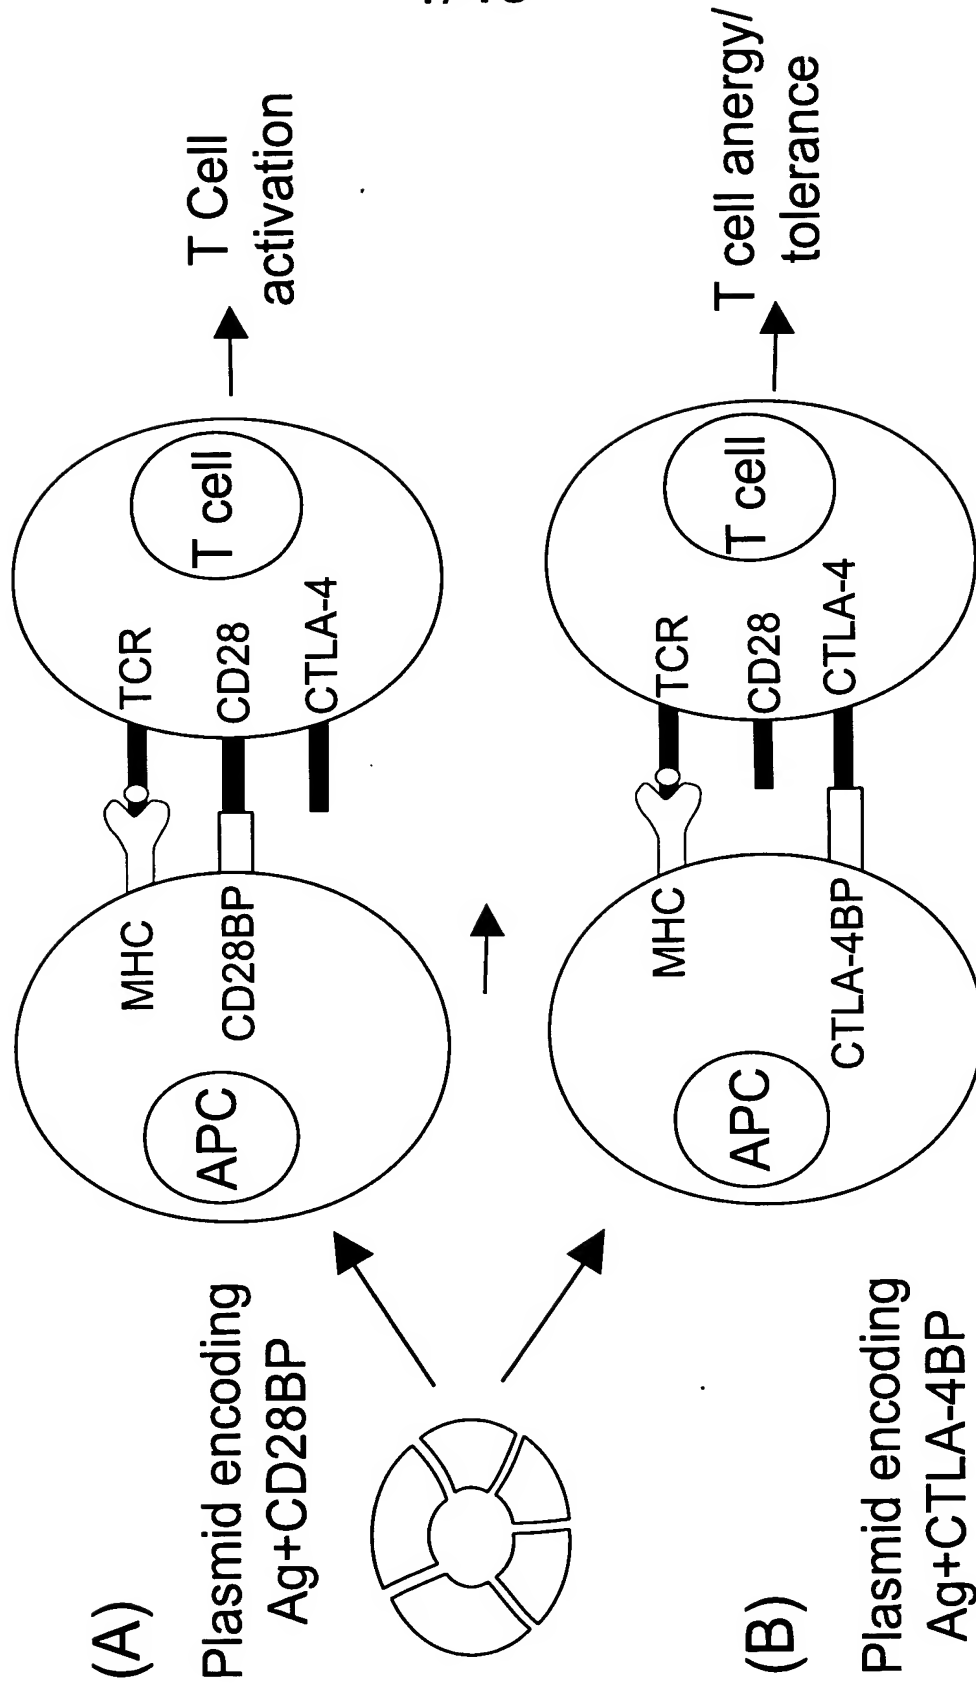 (A)
Plasmid encoding
Ag+CD28BP
APC
MHC
CD28BP
TCR
CD28
CTLA-4
T cell
T Cell
activation
(B)
Plasmid encoding
Ag+CTLA-4BP
APC
MHC
CTLA-4BP
TCR
CD28
CTLA-4
T cell
T cell anergy/
tolerance